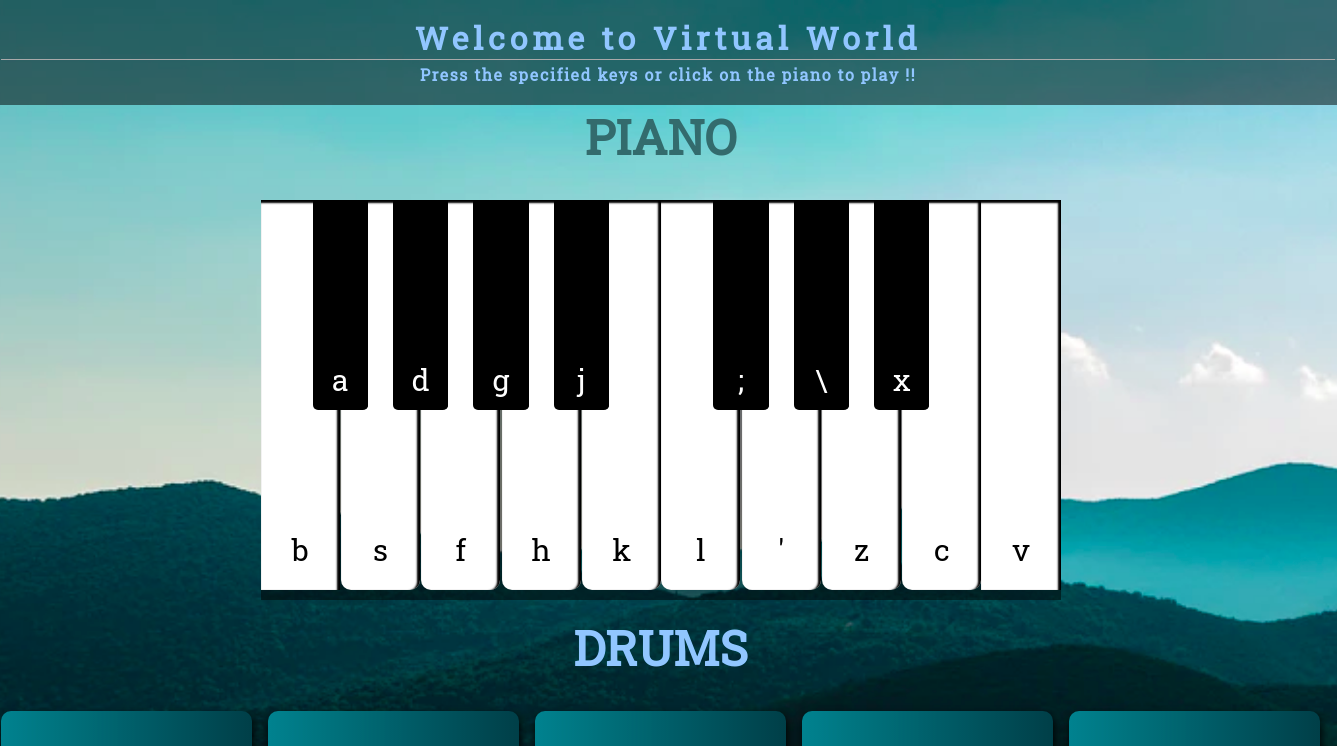 Welcome to Virtual World
Press the specified keys or click on the piano to play !!
PIANO
a d g j ; \ x
b s f h k l ' z c v
DRUMS